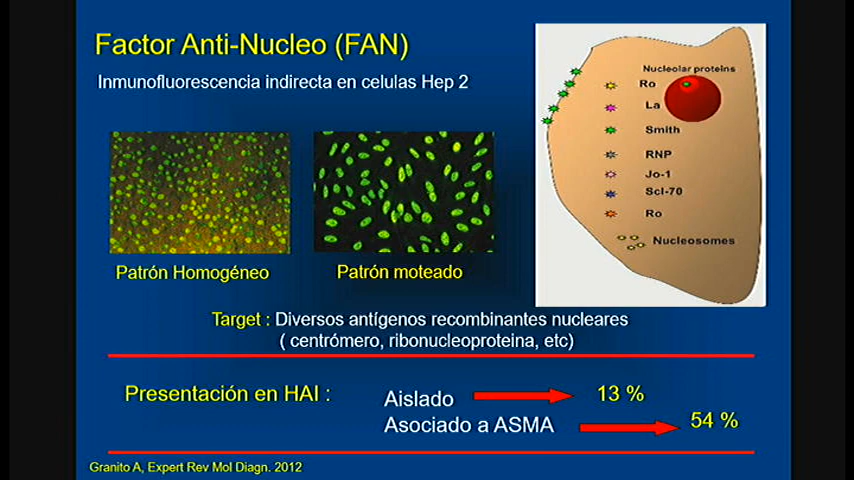 Factor Anti-Nucleo (FAN)
Inmunofluorescencia indirecta en celulas Hep 2
Nucleolar proteins
Ro
La
Smith
RNP
Jo-1
Scl-70
Ro
Nucleosomes
Patrón Homogéneo
Patrón moteado
Target : Diversos antígenos recombinantes nucleares
( centrómero, ribonucleoproteina, etc)
Presentación en HAI :
Aislado
13 %
Asociado a ASMA
54 %
Granito A, Expert Rev Mol Diagn. 2012